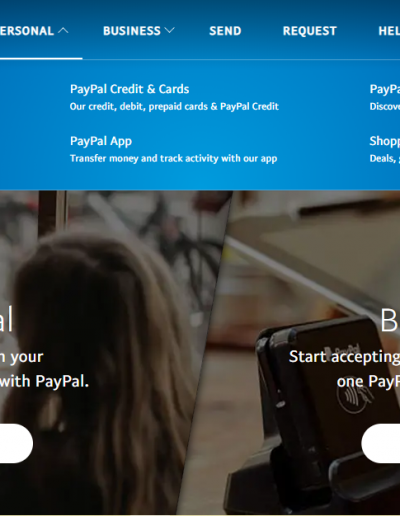 ERSONAL BUSINESS SEND REQUEST HEL
PayPal Credit & Cards
Our credit, debit, prepaid cards & PayPal Credit
PayPa
Discove
PayPal App
Transfer money and track activity with our app
Shopp
Deals, g
al
n your
with PayPal.
B
Start accepting
one PayP